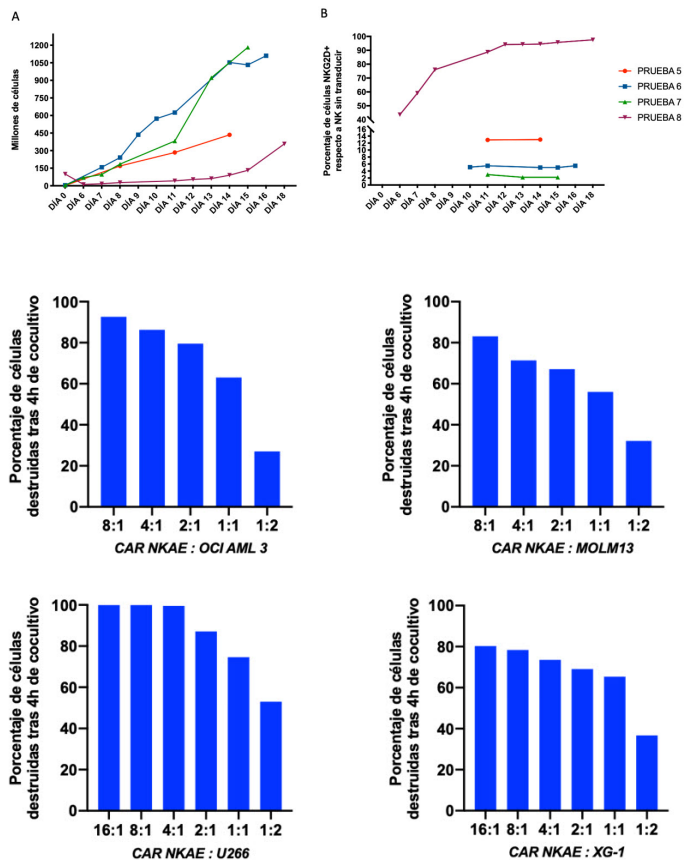 A
Millones de células
1200
1050
900
750
600
450
300
150
0
DÍA 0
DÍA 6
DÍA 7
DÍA 8
DÍA 9
DÍA 10
DÍA 11
DÍA 12
DÍA 13
DÍA 14
DÍA 15
DÍA 16
DÍA 18
B
Porcentaje de células NKG2D+
respecto a NK sin transducir
100
90
80
70
60
50
40
16
14
12
10
8
6
4
2
0
DÍA 0
DÍA 6
DÍA 7
DÍA 8
DÍA 9
DÍA 10
DÍA 11
DÍA 12
DÍA 13
DÍA 14
DÍA 15
DÍA 16
DÍA 18
PRUEBA 5
PRUEBA 6
PRUEBA 7
PRUEBA 8
Porcentaje de células
destruidas tras 4h de cocultivo
100
80
60
40
20
0
8:1 4:1 2:1 1:1 1:2
CAR NKAE : OCI AML 3
Porcentaje de células
destruidas tras 4h de cocultivo
100
80
60
40
20
0
8:1 4:1 2:1 1:1 1:2
CAR NKAE : MOLM13
Porcentaje de células
destruidas tras 4h de cocultivo
100
80
60
40
20
0
16:1 8:1 4:1 2:1 1:1 1:2
CAR NKAE : U266
Porcentaje de células
destruidas tras 4h de cocultivo
100
80
60
40
20
0
16:1 8:1 4:1 2:1 1:1 1:2
CAR NKAE : XG-1